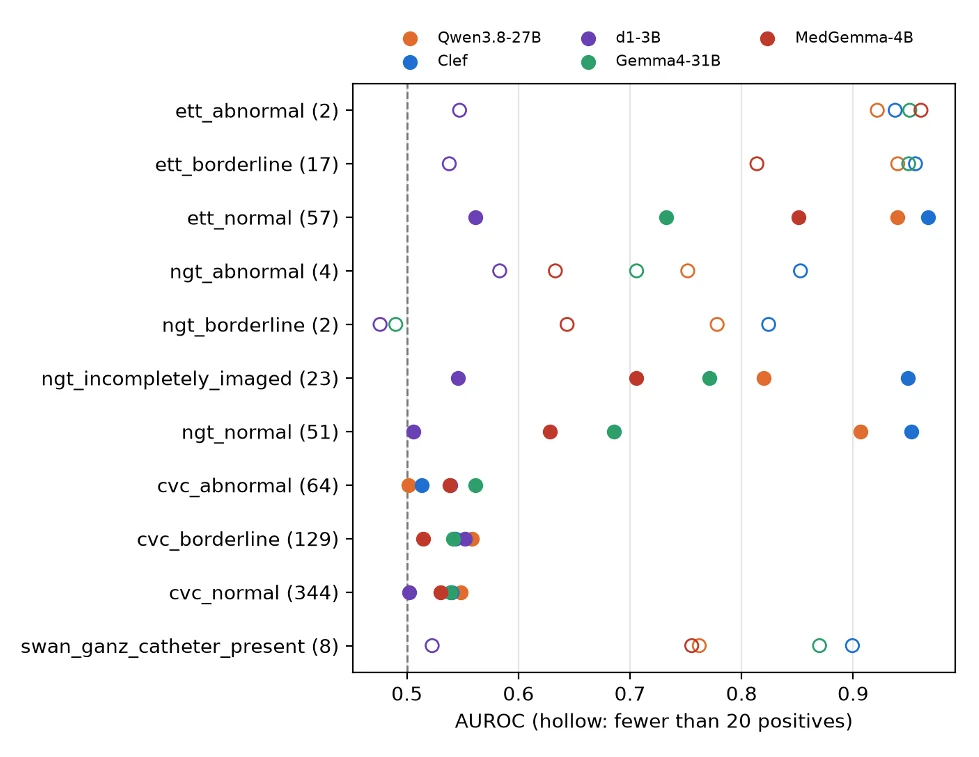 Qwen3.8-27B d1-3B MedGemma-4B
Clef Gemma4-31B
ett_abnormal (2)
ett_borderline (17)
ett_normal (57)
ngt_abnormal (4)
ngt_borderline (2)
ngt_incompletely_imaged (23)
ngt_normal (51)
cvc_abnormal (64)
cvc_borderline (129)
cvc_normal (344)
swan_ganz_catheter_present (8)
0.5 0.6 0.7 0.8 0.9
AUROC (hollow: fewer than 20 positives)